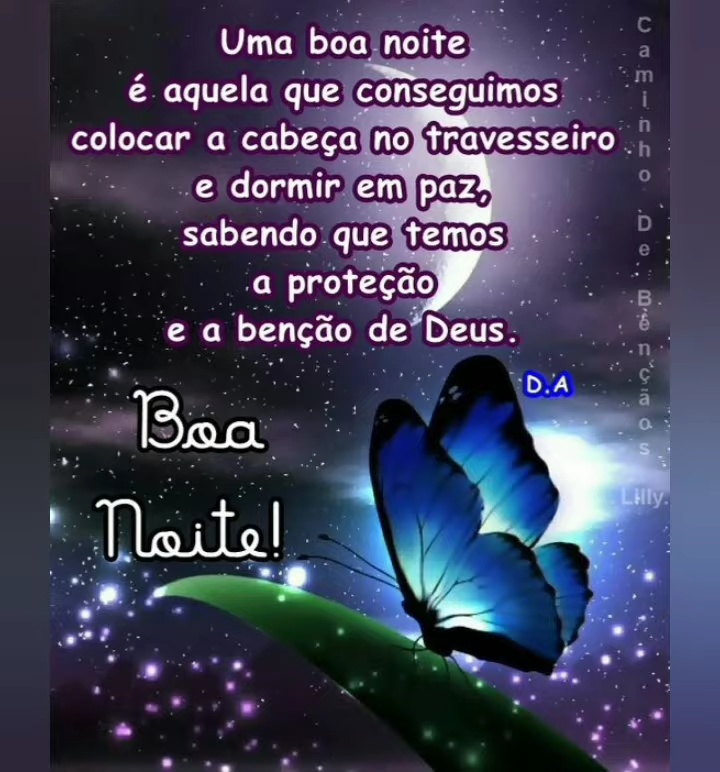 Uma boa noite
é aquela que conseguimos
colocar a cabeça no travesseiro
e dormir em paz,
sabendo que temos
a proteção
e a benção de Deus.
D.A
Boa
Noite!
Caminho De Bênçãos
Lilly.